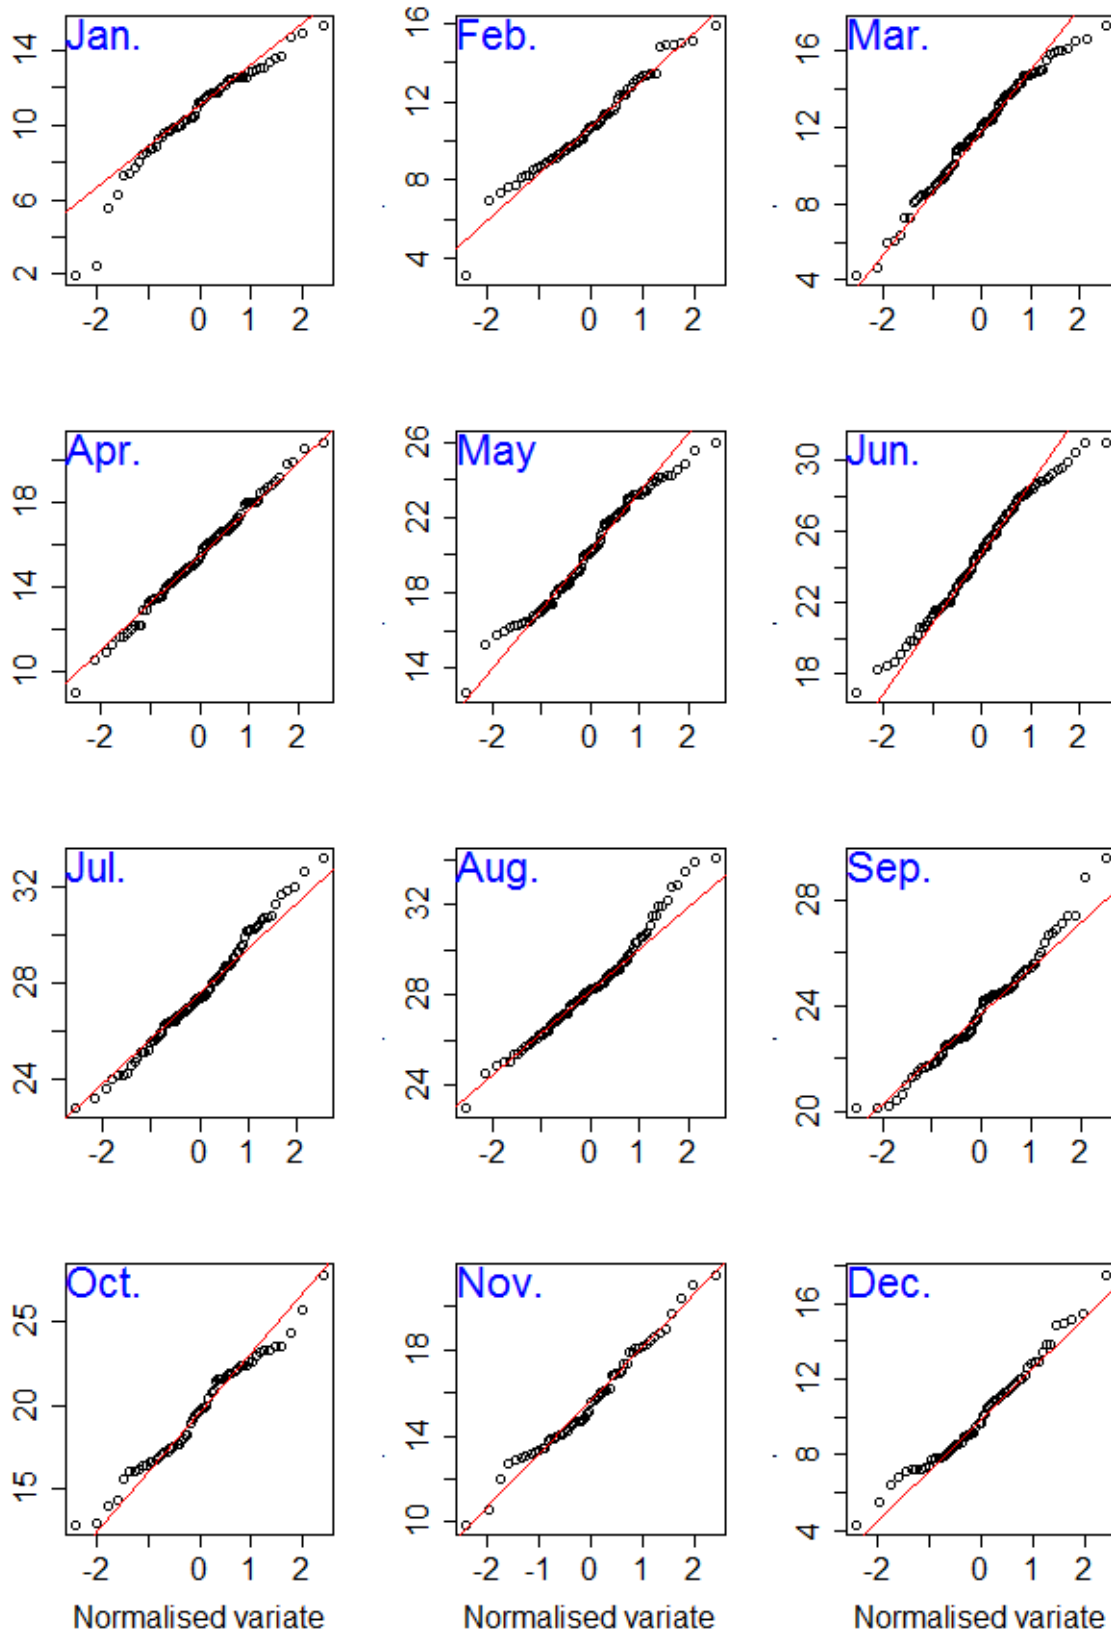 Jan.
2 6 10 14
-2 0 1 2
Feb.
4 8 12 16
-2 0 1 2
Mar.
4 8 12 16
-2 0 1 2
Apr.
10 14 18
-2 0 1 2
May
14 18 22 26
-2 0 1 2
Jun.
18 22 26 30
-2 0 1 2
Jul.
24 28 32
-2 0 1 2
Aug.
24 28 32
-2 0 1 2
Sep.
20 24 28
-2 0 1 2
Oct.
15 20 25
-2 0 1 2
Normalised variate
Nov.
10 14 18
-2 -1 0 1 2
Normalised variate
Dec.
4 8 12 16
-2 0 1 2
Normalised variate